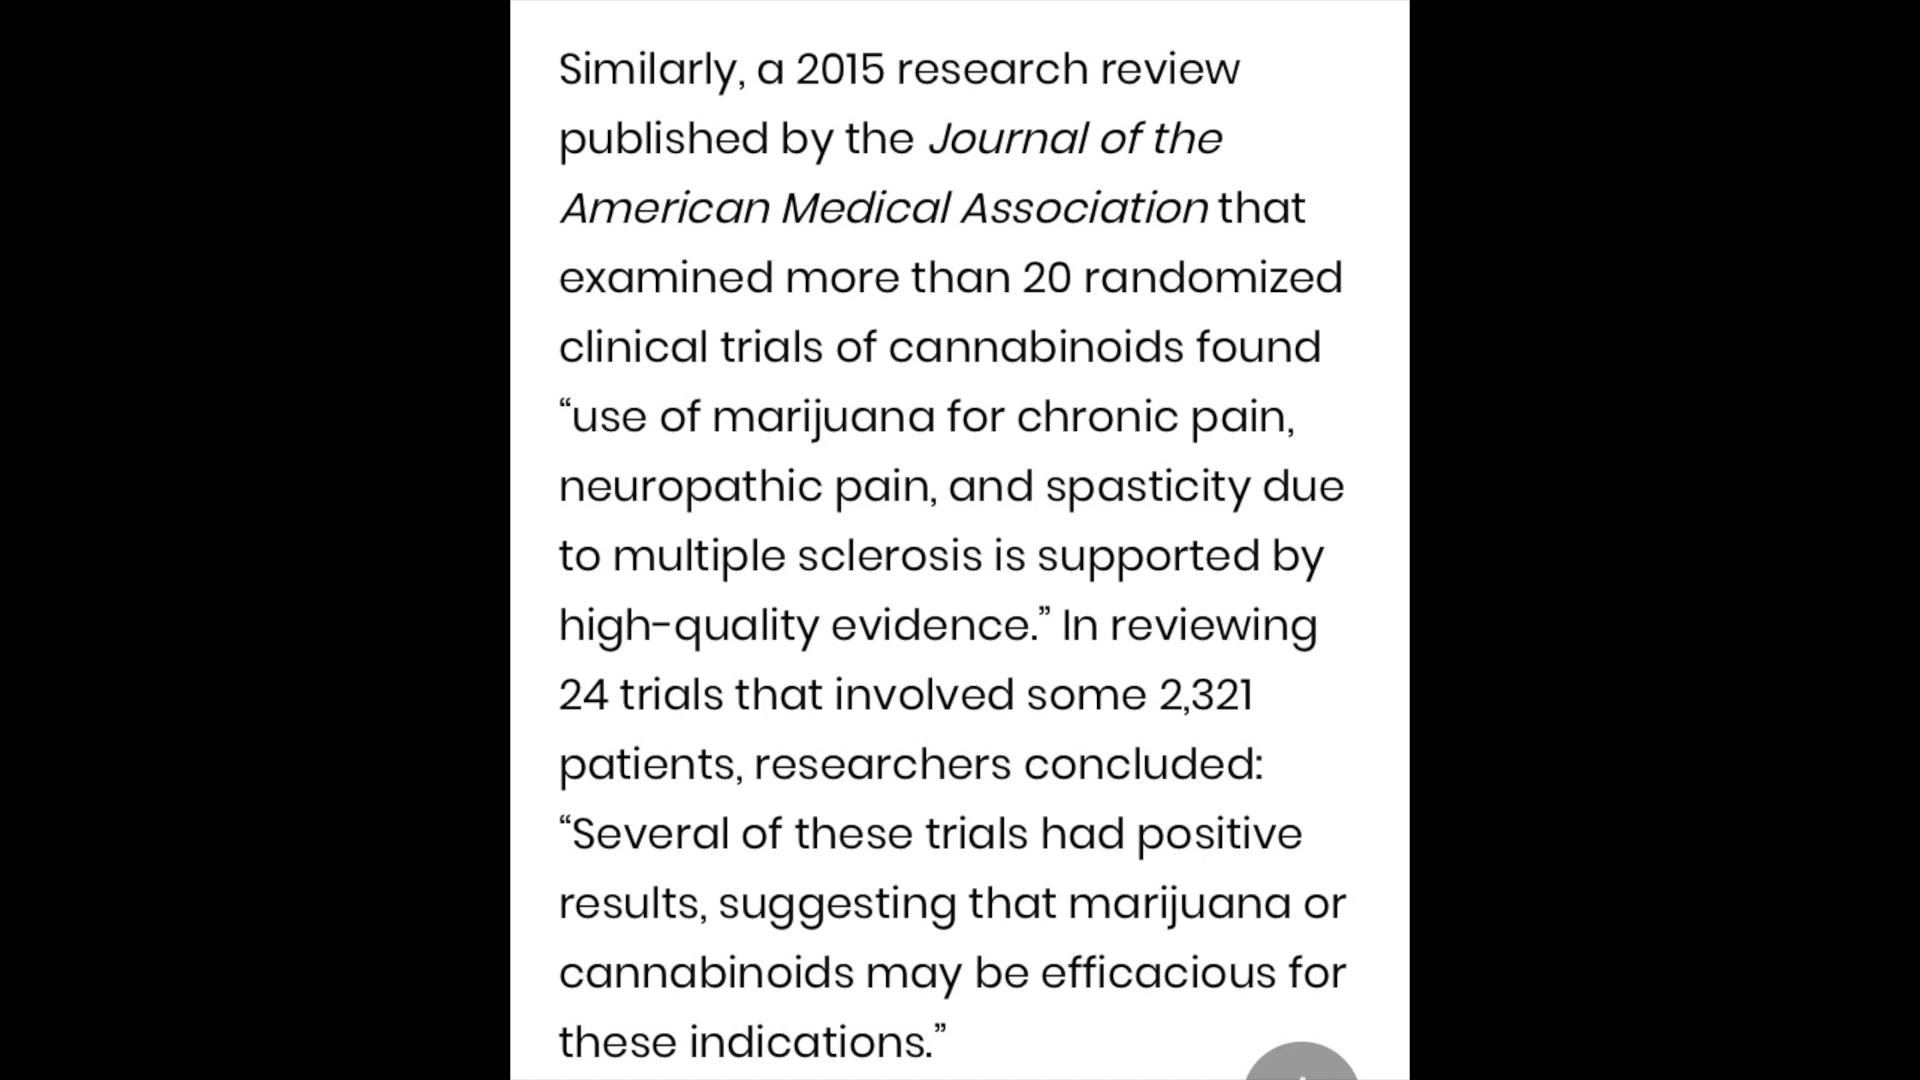 Similarly, a 2015 research review
published by the Journal of the
American Medical Association that
examined more than 20 randomized
clinical trials of cannabinoids found
“use of marijuana for chronic pain,
neuropathic pain, and spasticity due
to multiple sclerosis is supported by
high-quality evidence.” In reviewing
24 trials that involved some 2,321
patients, researchers concluded:
“Several of these trials had positive
results, suggesting that marijuana or
cannabinoids may be efficacious for
these indications.”